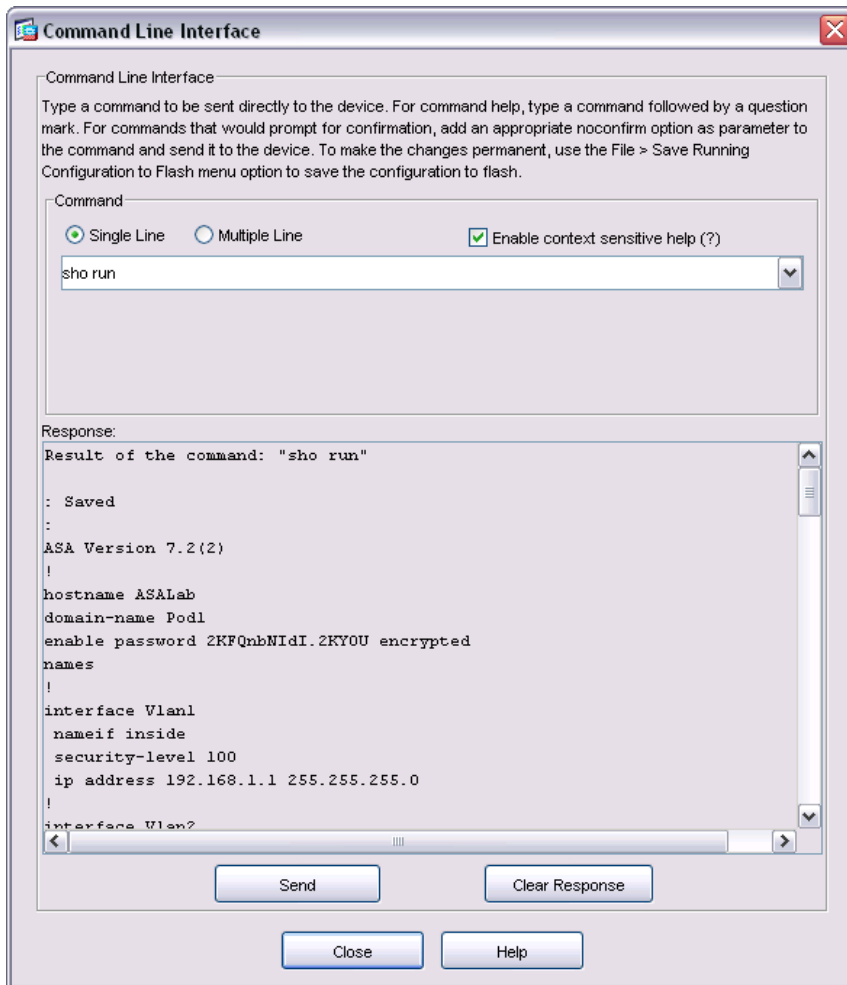 Command Line Interface
Command Line Interface
Type a command to be sent directly to the device. For command help, type a command followed by a question
mark. For commands that would prompt for confirmation, add an appropriate noconfirm option as parameter to
the command and send it to the device. To make the changes permanent, use the File > Save Running
Configuration to Flash menu option to save the configuration to flash.
Command
Single Line Multiple Line Enable context sensitive help (?)
sho run
Response:
Result of the command: "sho run"
: Saved
:
ASA Version 7.2(2)
!
hostname ASALab
domain-name Pod1
enable password 2KFQnbNIdI.2KYOU encrypted
names
!
interface Vlan1
nameif inside
security-level 100
ip address 192.168.1.1 255.255.255.0
!
interface Vlan2
Send Clear Response
Close Help